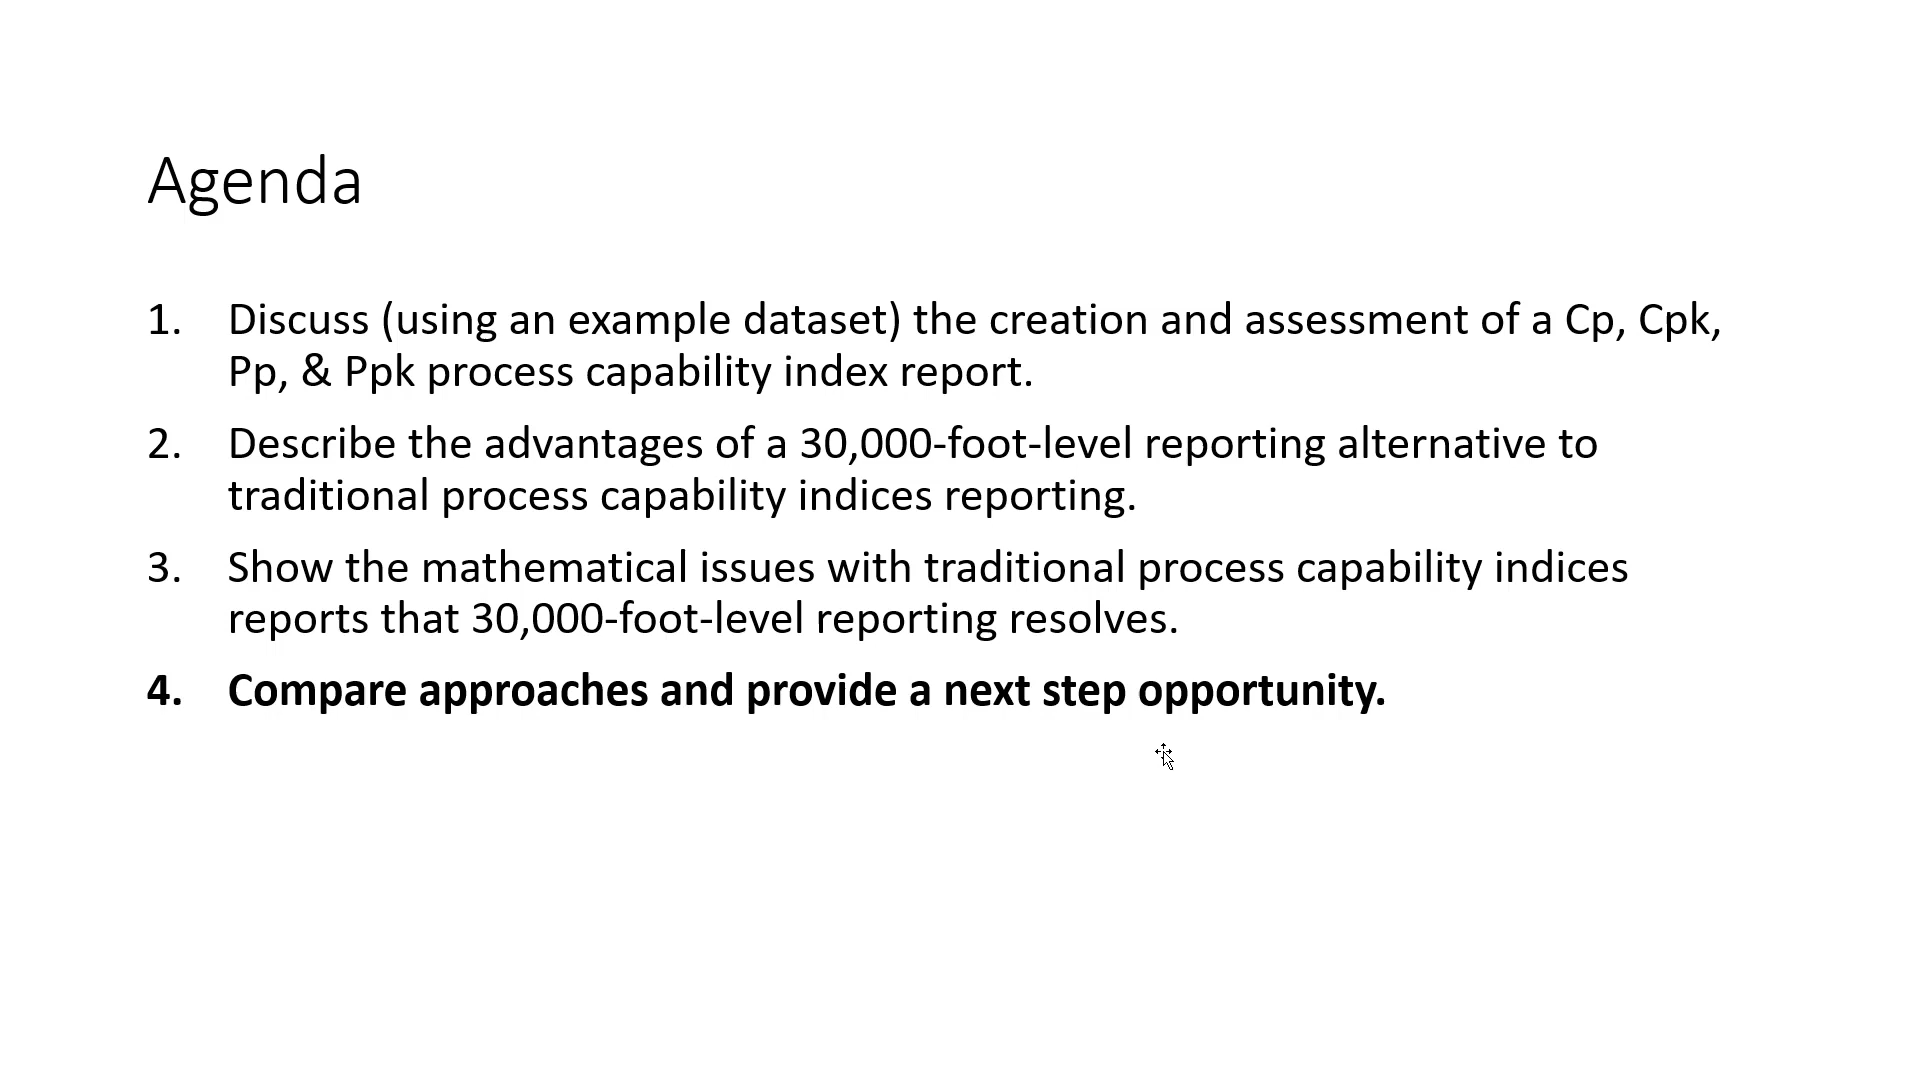 Agenda
1. Discuss (using an example dataset) the creation and assessment of a Cp, Cpk,
Pp, & Ppk process capability index report.
2. Describe the advantages of a 30,000-foot-level reporting alternative to
traditional process capability indices reporting.
3. Show the mathematical issues with traditional process capability indices
reports that 30,000-foot-level reporting resolves.
4. Compare approaches and provide a next step opportunity.